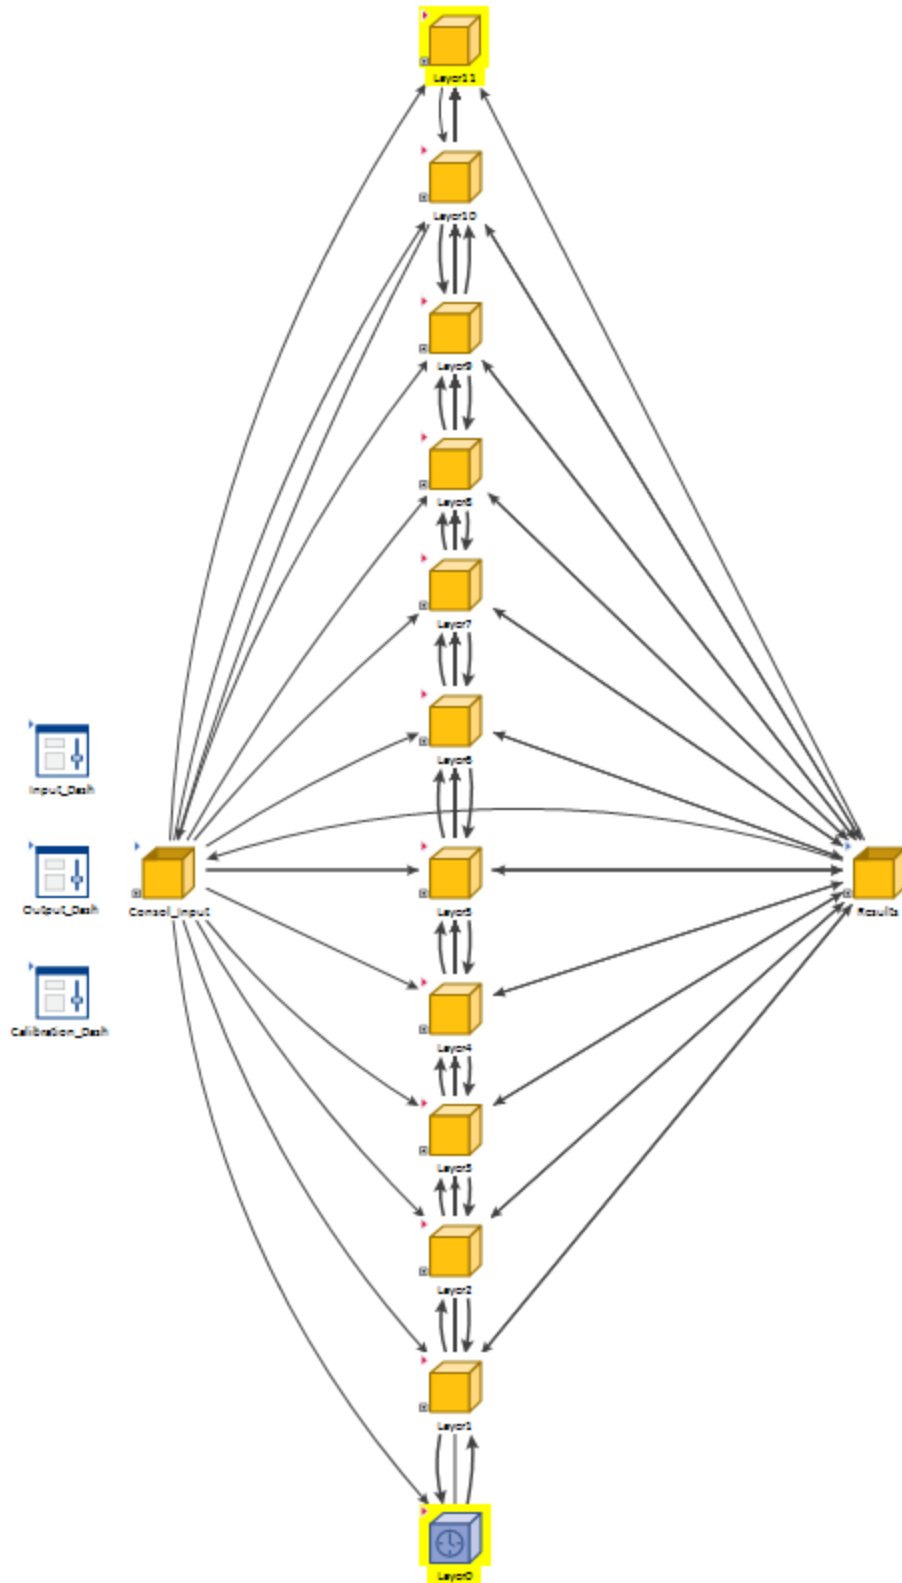 Layer11
Layer10
Layer9
Layer8
Layer7
Layer6
Input_Dash
Output_Dash
Consol_Input
Layer5
Results
Calibration_Dash
Layer4
Layer3
Layer2
Layer1
Layer0